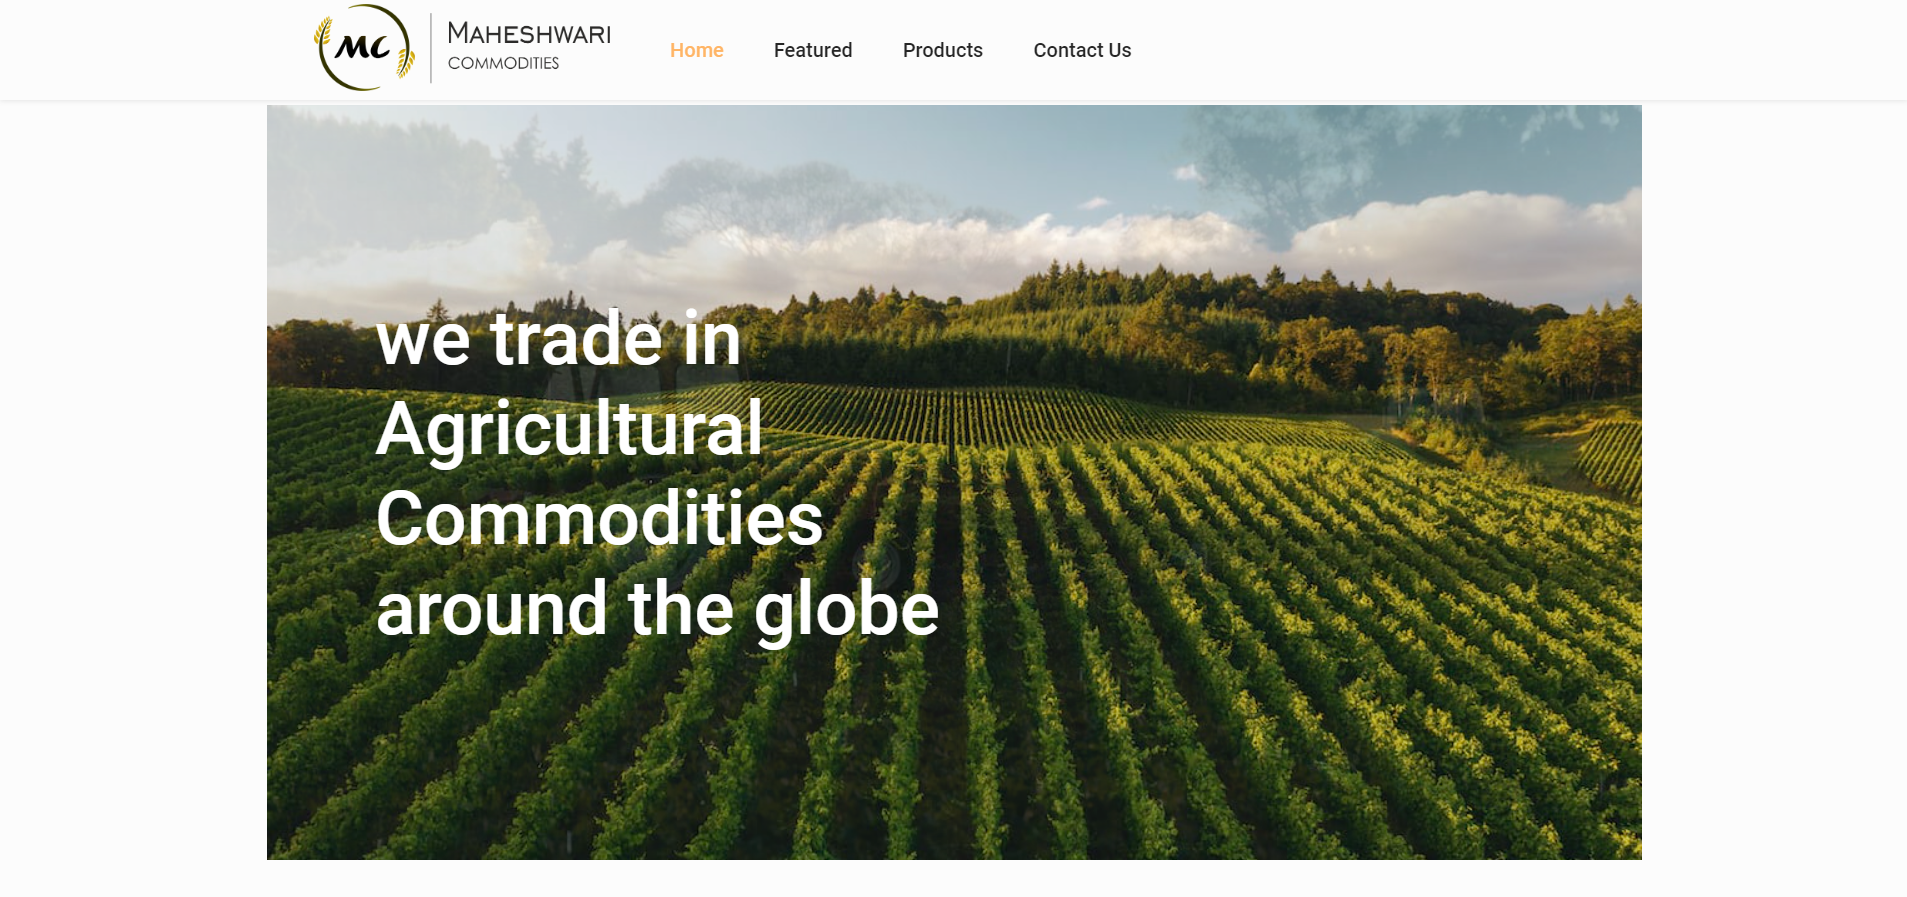 MC
MAHESHWARI
COMMODITIES
Home
Featured
Products
Contact Us
we trade in
Agricultural
Commodities
around the globe